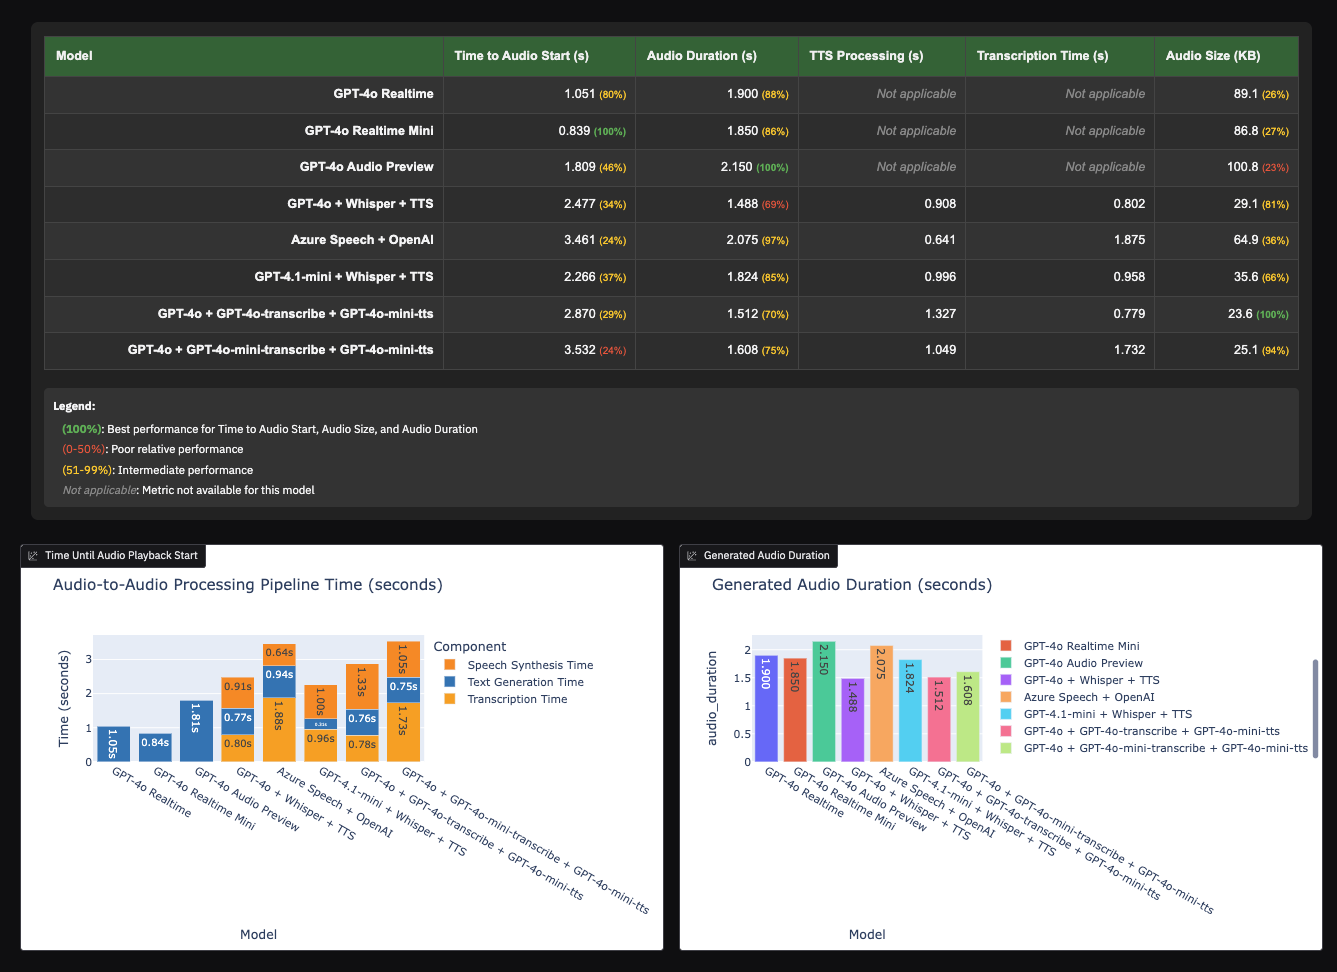 Model Time to Audio Start (s) Audio Duration (s) TTS Processing (s) Transcription Time (s) Audio Size (KB)
GPT-4o Realtime 1.051 (80%) 1.900 (88%) Not applicable Not applicable 89.1 (26%)
GPT-4o Realtime Mini 0.839 (100%) 1.850 (86%) Not applicable Not applicable 86.8 (27%)
GPT-4o Audio Preview 1.809 (46%) 2.150 (100%) Not applicable Not applicable 100.8 (23%)
GPT-4o + Whisper + TTS 2.477 (34%) 1.488 (69%) 0.908 0.802 29.1 (81%)
Azure Speech + OpenAI 3.461 (24%) 2.075 (97%) 0.641 1.875 64.9 (36%)
GPT-4.1-mini + Whisper + TTS 2.266 (37%) 1.824 (85%) 0.996 0.958 35.6 (66%)
GPT-4o + GPT-4o-transcribe + GPT-4o-mini-tts 2.870 (29%) 1.512 (70%) 1.327 0.779 23.6 (100%)
GPT-4o + GPT-4o-mini-transcribe + GPT-4o-mini-tts 3.532 (24%) 1.608 (75%) 1.049 1.732 25.1 (94%)
Legend:
(100%): Best performance for Time to Audio Start, Audio Size, and Audio Duration
(0-50%): Poor relative performance
(51-99%): Intermediate performance
Not applicable: Metric not available for this model
Time Until Audio Playback Start
Audio-to-Audio Processing Pipeline Time (seconds)
Time (seconds)
3
2
1
0
1.05s
0.84s
1.81s
0.91s
0.77s
0.80s
0.64s
0.94s
1.88s
1.00s
0.96s
1.33s
0.76s
0.78s
1.05s
0.75s
1.73s
Component
Speech Synthesis Time
Text Generation Time
Transcription Time
GPT-4o Realtime
GPT-4o Realtime Mini
GPT-4o Audio Preview
GPT-4o + Whisper + TTS
Azure Speech + OpenAI
GPT-4.1-mini + Whisper + TTS
GPT-4o + GPT-4o-transcribe + GPT-4o-mini-tts
GPT-4o + GPT-4o-mini-transcribe + GPT-4o-mini-tts
Model
Generated Audio Duration
Generated Audio Duration (seconds)
audio_duration
2
1.5
1
0.5
0
1.900
1.850
2.150
1.488
2.075
1.824
1.512
1.608
GPT-4o Realtime Mini
GPT-4o Audio Preview
GPT-4o + Whisper + TTS
Azure Speech + OpenAI
GPT-4.1-mini + Whisper + TTS
GPT-4o + GPT-4o-transcribe + GPT-4o-mini-tts
GPT-4o + GPT-4o-mini-transcribe + GPT-4o-mini-tts
GPT-4o Realtime
GPT-4o Realtime Mini
GPT-4o Audio Preview
GPT-4o + Whisper + TTS
Azure Speech + OpenAI
GPT-4.1-mini + Whisper + TTS
GPT-4o + GPT-4o-transcribe + GPT-4o-mini-tts
GPT-4o + GPT-4o-mini-transcribe + GPT-4o-mini-tts
Model